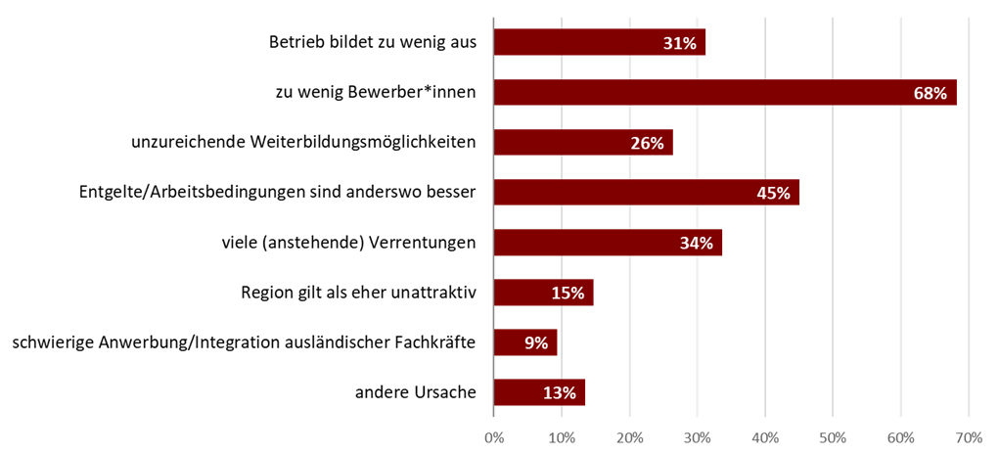 Betrieb bildet zu wenig aus 31%
zu wenig Bewerber*innen 68%
unzureichende Weiterbildungsmöglichkeiten 26%
Entgelte/Arbeitsbedingungen sind anderswo besser 45%
viele (anstehende) Verrentungen 34%
Region gilt als eher unattraktiv 15%
schwierige Anwerbung/Integration ausländischer Fachkräfte 9%
andere Ursache 13%
0% 10% 20% 30% 40% 50% 60% 70%